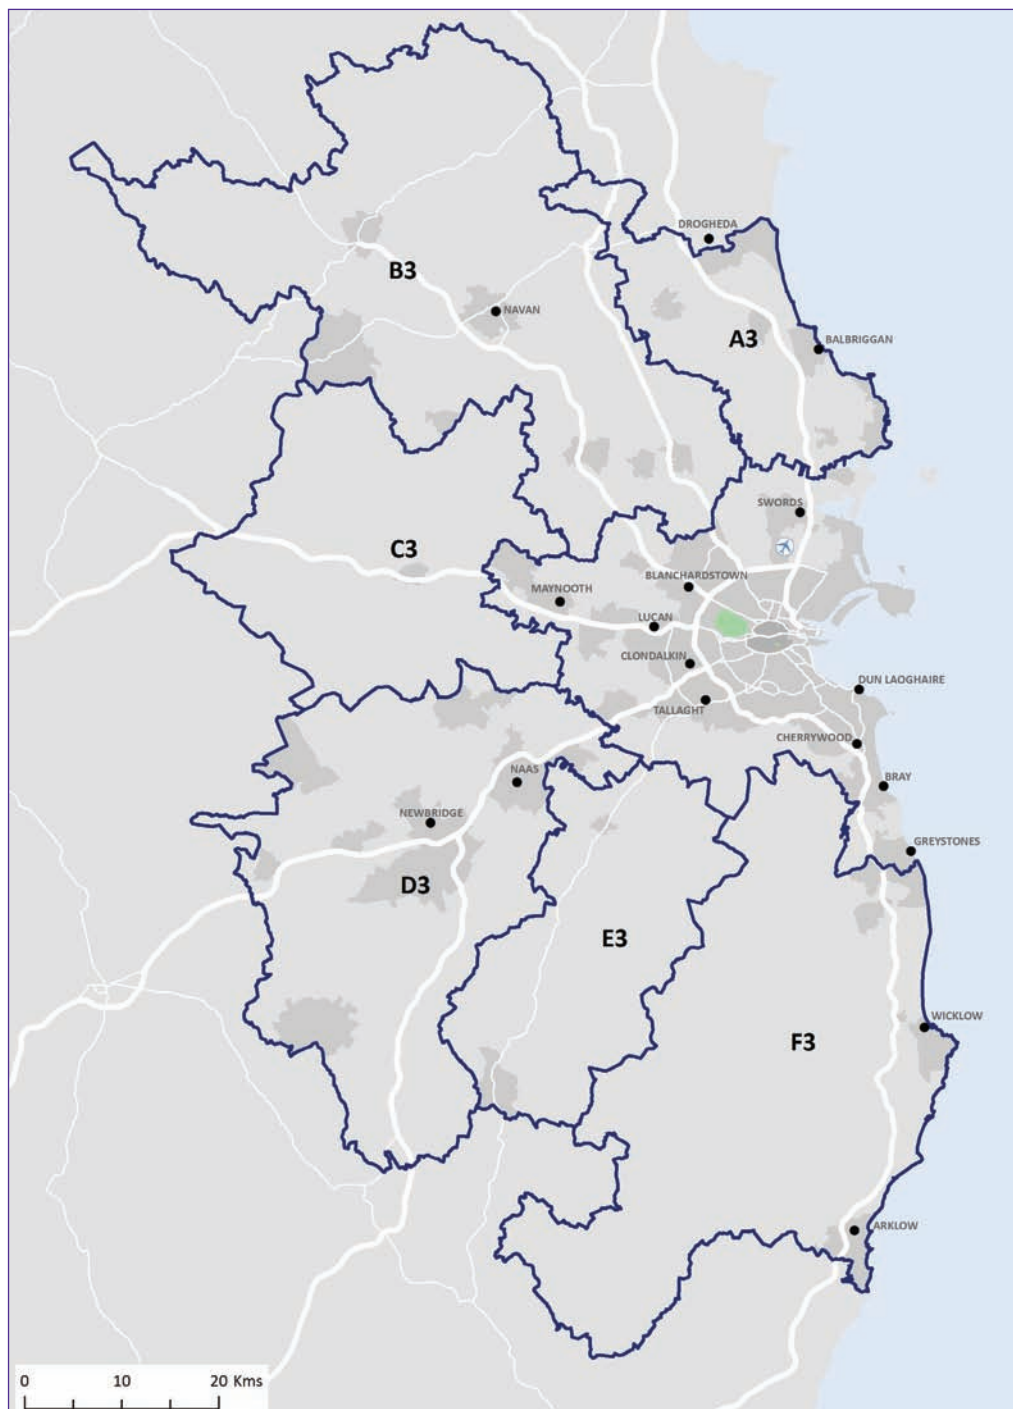 DROGHEDA
B3
NAVAN
A3
BALBRIGGAN
SWORDS
C3
BLANCHARDSTOWN
MAYNOOTH
LUCAN
CLONDALKIN
DUN LAOGHAIRE
TALLAGHT
CHERRYWOOD
NAAS
BRAY
NEWBRIDGE
GREYSTONES
D3
E3
WICKLOW
F3
ARKLOW
0 10 20 Kms